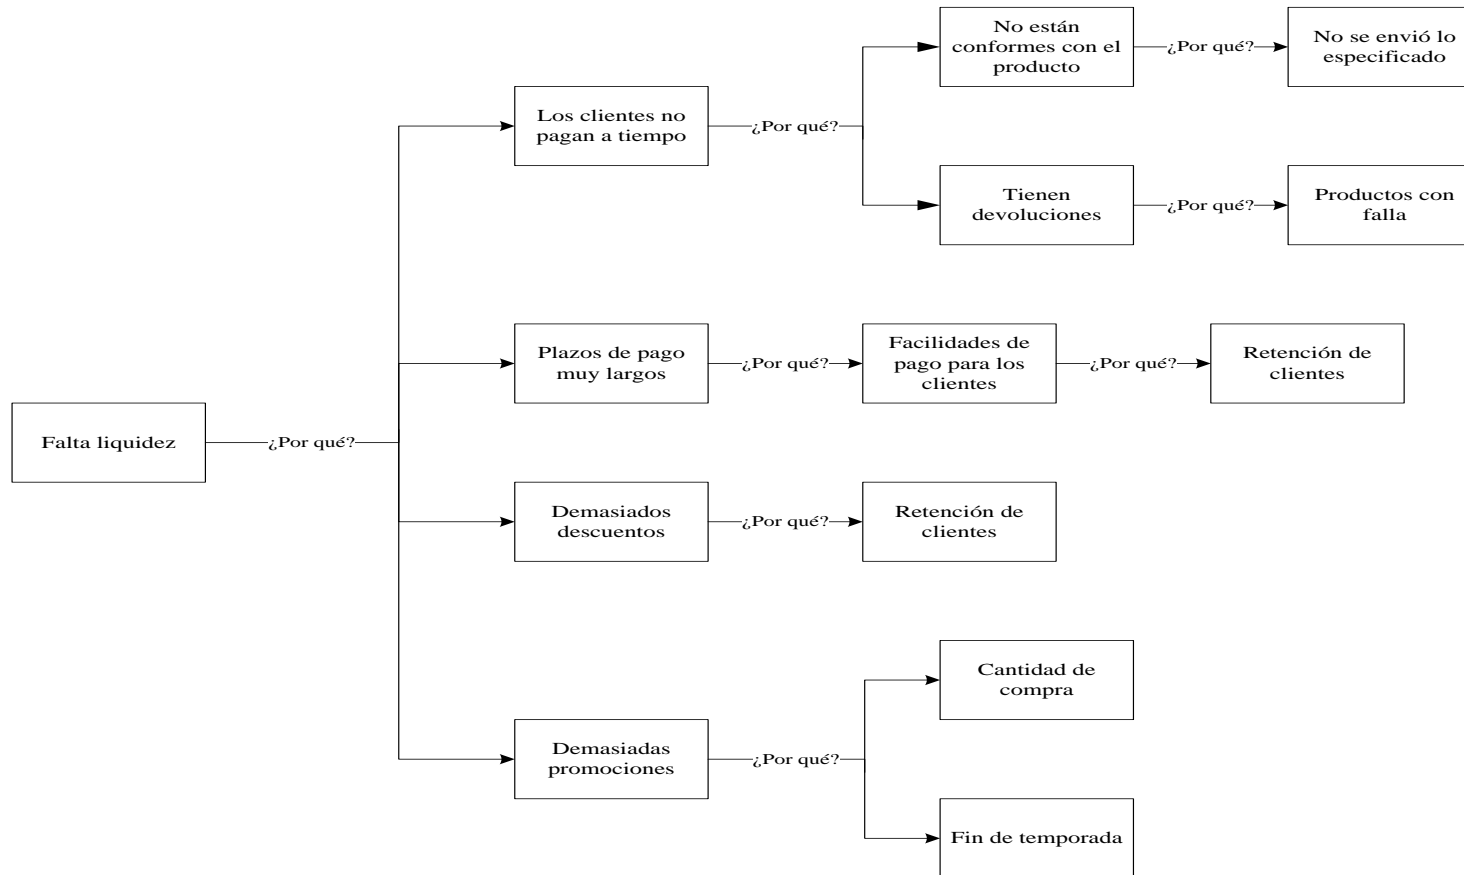 No están
conformes con el
producto
¿Por qué?
No se envió lo
especificado
Los clientes no
pagan a tiempo
¿Por qué?
Tienen
devoluciones
¿Por qué?
Productos con
falla
Plazos de pago
muy largos
¿Por qué?
Facilidades de
pago para los
clientes
¿Por qué?
Retención de
clientes
Falta liquidez
¿Por qué?
Demasiados
descuentos
¿Por qué?
Retención de
clientes
Cantidad de
compra
Demasiadas
promociones
¿Por qué?
Fin de temporada